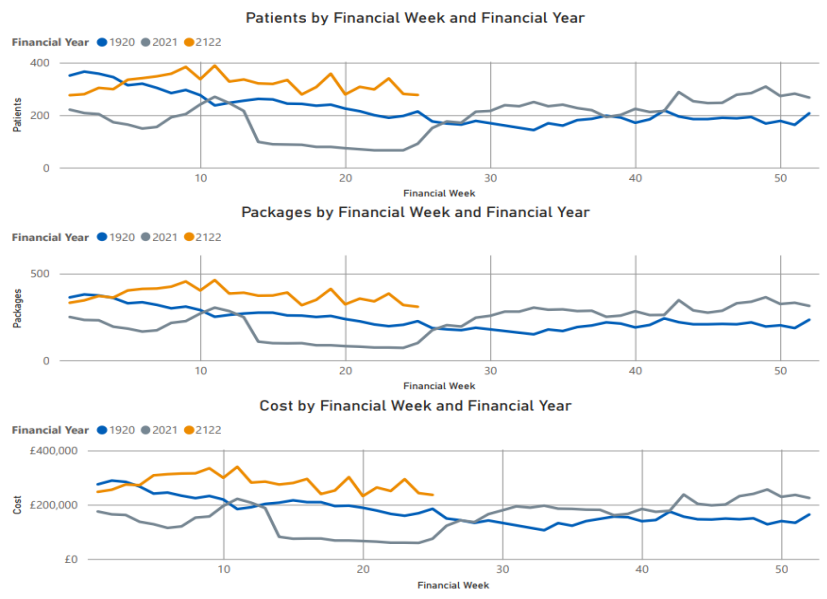 Patients by Financial Week and Financial Year
Financial Year 1920 2021 2122
400
200
0
Patients
10 20 30 40 50
Financial Week
Packages by Financial Week and Financial Year
Financial Year 1920 2021 2122
500
0
Packages
10 20 30 40 50
Financial Week
Cost by Financial Week and Financial Year
Financial Year 1920 2021 2122
£400,000
£200,000
£0
Cost
10 20 30 40 50
Financial Week